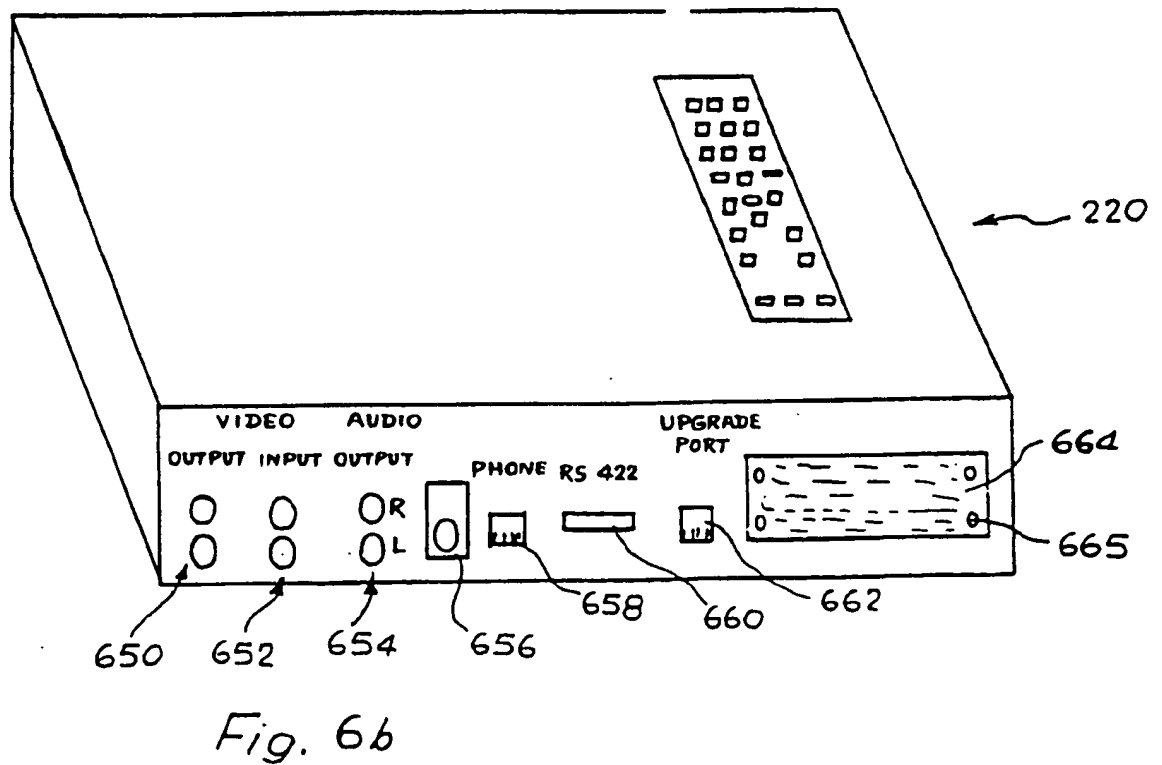 220
VIDEO AUDIO
OUTPUT INPUT OUTPUT
PHONE RS 422
UPGRADE
PORT
R
L
664
665
650
652
654
656
658
660
662
Fig. 6b